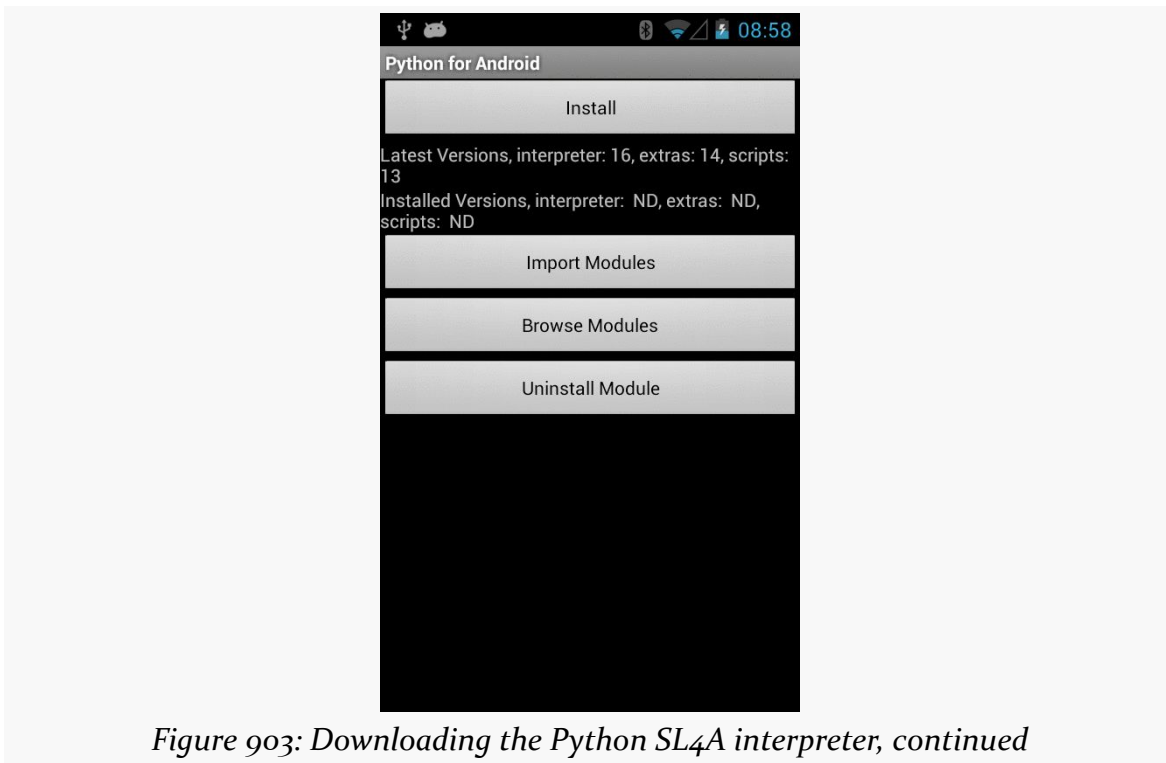 08:58
Python for Android
Install
Latest Versions, interpreter: 16, extras: 14, scripts:
13
Installed Versions, interpreter:  ND, extras:  ND,
scripts:  ND
Import Modules
Browse Modules
Uninstall Module
Figure 903: Downloading the Python SL4A interpreter, continued